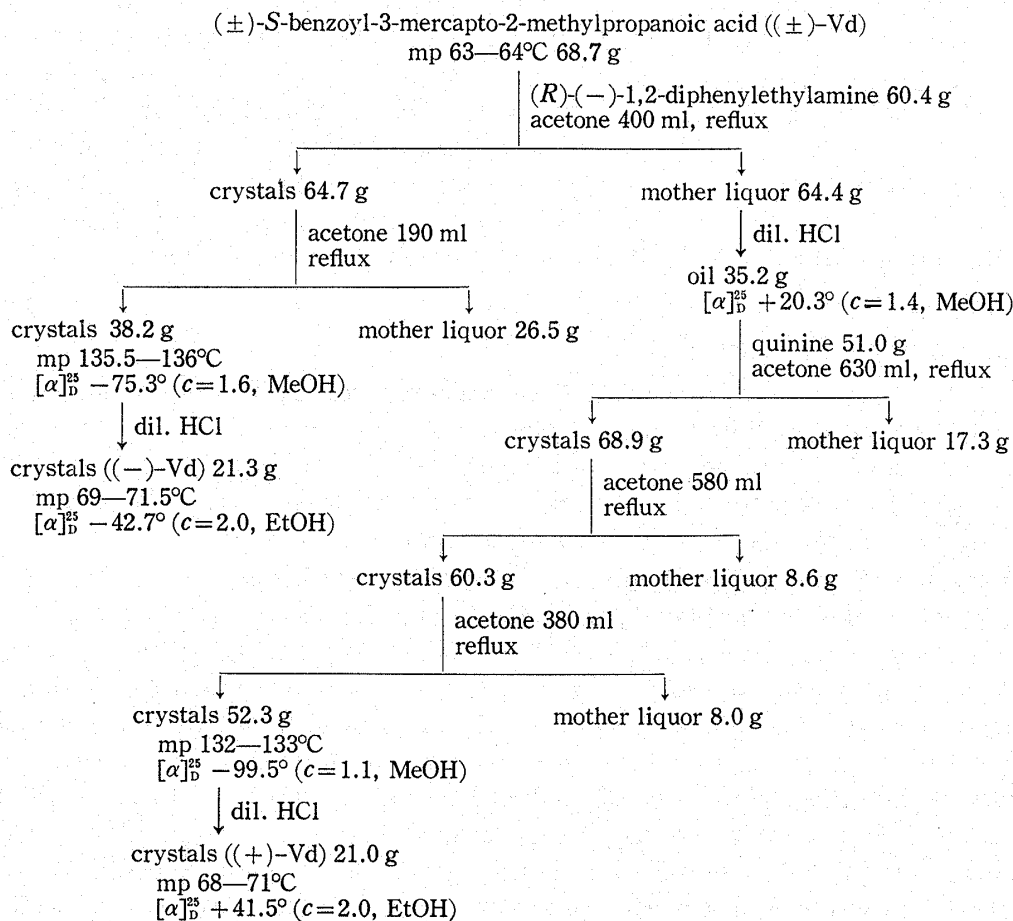 (±)-S-benzoyl-3-mercapto-2-methylpropanoic acid ((±)-Vd)
mp 63—64℃ 68.7 g
(R)-(−)-1,2-diphenylethylamine 60.4 g
acetone 400 ml, reflux
crystals 64.7 g
mother liquor 64.4 g
acetone 190 ml
reflux
dil. HCl
oil 35.2 g
[α]²⁵_D +20.3° (c=1.4, MeOH)
crystals 38.2 g
mother liquor 26.5 g
mp 135.5—136℃
[α]²⁵_D −75.3° (c=1.6, MeOH)
quinine 51.0 g
acetone 630 ml, reflux
dil. HCl
crystals ((−)-Vd) 21.3 g
mp 69—71.5℃
[α]²⁵_D −42.7° (c=2.0, EtOH)
crystals 68.9 g
mother liquor 17.3 g
acetone 580 ml
reflux
crystals 60.3 g
mother liquor 8.6 g
acetone 380 ml
reflux
crystals 52.3 g
mother liquor 8.0 g
mp 132—133℃
[α]²⁵_D −99.5° (c=1.1, MeOH)
dil. HCl
crystals ((+)-Vd) 21.0 g
mp 68—71℃
[α]²⁵_D +41.5° (c=2.0, EtOH)